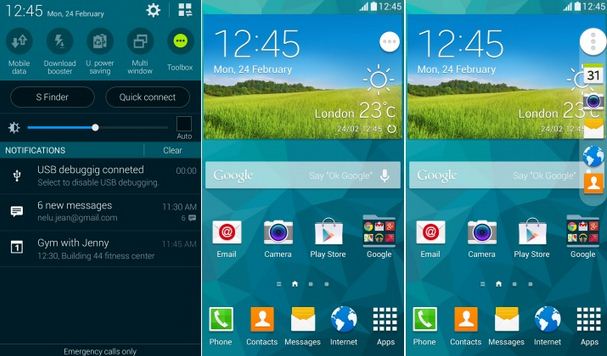 12:45 Mon, 24 February
Mobile data
Download booster
U. power saving
Multi window
Toolbox
S Finder
Quick connect
Auto
NOTIFICATIONS
Clear
USB debuggig conneted 00:00
Select to disable USB debugging.
6 new messages 11:30 AM
nelu jean@gmail.com 6
Gym with Jenny 11:45 AM
12:30, Building 44 fitness center
Emergency calls only
12:45
12:45
Mon, 24 February
London 23°C
24/02 12:45
Google Say "Ok Google"
Email
Camera
Play Store
Google
Phone
Contacts
Messages
Internet
Apps
12:45
12:45
Mon, 24 February
31
London 23°
24/02 12:45
Google Say "Ok Google"
Email
Camera
Play Store
Google
Phone
Contacts
Messages
Internet
Apps